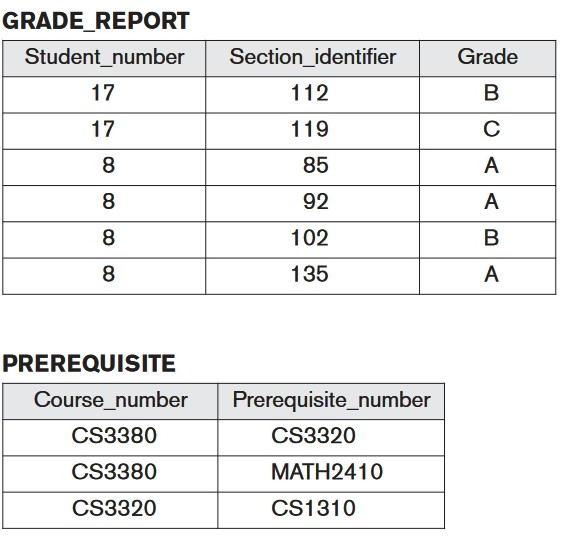 GRADE_REPORT
Student_number Section_identifier Grade
17 112 B
17 119 C
8 85 A
8 92 A
8 102 B
8 135 A
PREREQUISITE
Course_number Prerequisite_number
CS3380 CS3320
CS3380 MATH2410
CS3320 CS1310